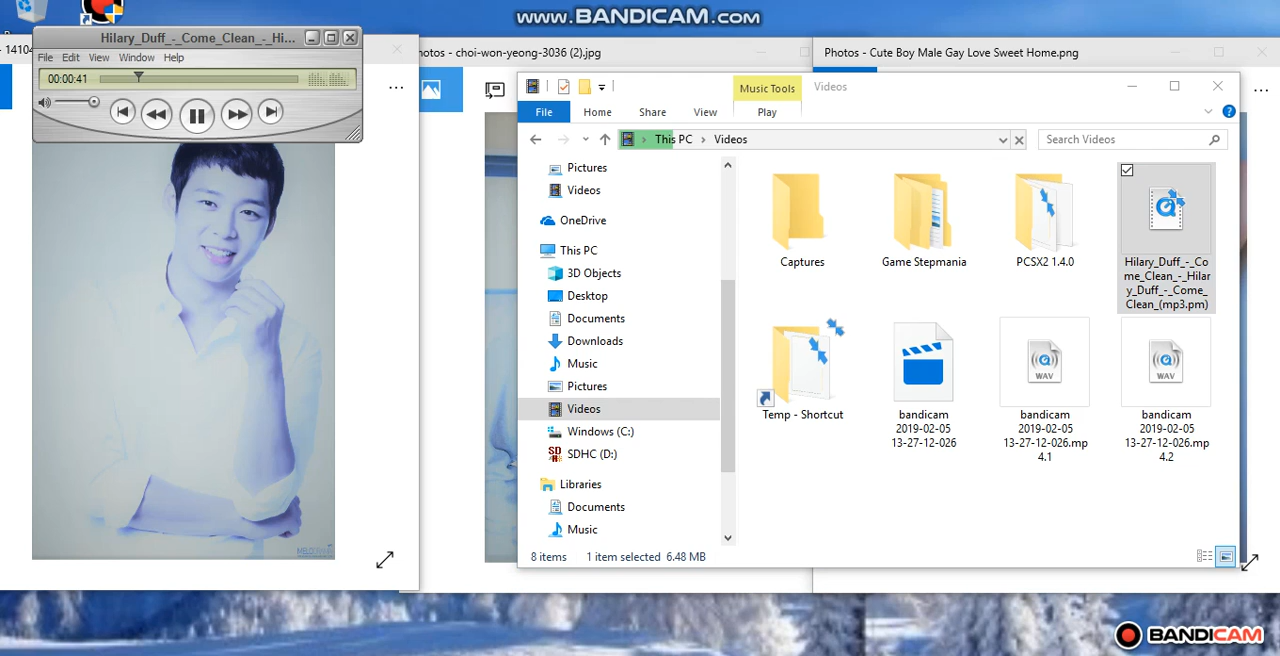 www.BANDICAM.com
- 14104
Hilary_Duff_-_Come_Clean_-_Hi...
File Edit View Window Help
00:00:41
hotos - choi-won-yeong-3036 (2).jpg
Photos - Cute Boy Male Gay Love Sweet Home.png
Music Tools
Videos
File Home Share View Play
This PC Videos
Search Videos
Pictures
Videos
OneDrive
This PC
3D Objects
Desktop
Documents
Downloads
Music
Pictures
Videos
Windows (C:)
SDHC (D:)
Libraries
Documents
Music
Captures
Game Stepmania
PCSX2 1.4.0
Hilary_Duff_-_Co
me_Clean_-_Hilar
y_Duff_-_Come_
Clean_(mp3.pm)
Temp - Shortcut
bandicam
2019-02-05
13-27-12-026
WAV
bandicam
2019-02-05
13-27-12-026.mp
4.1
WAV
bandicam
2019-02-05
13-27-12-026.mp
4.2
8 items 1 item selected 6.48 MB
BANDICAM